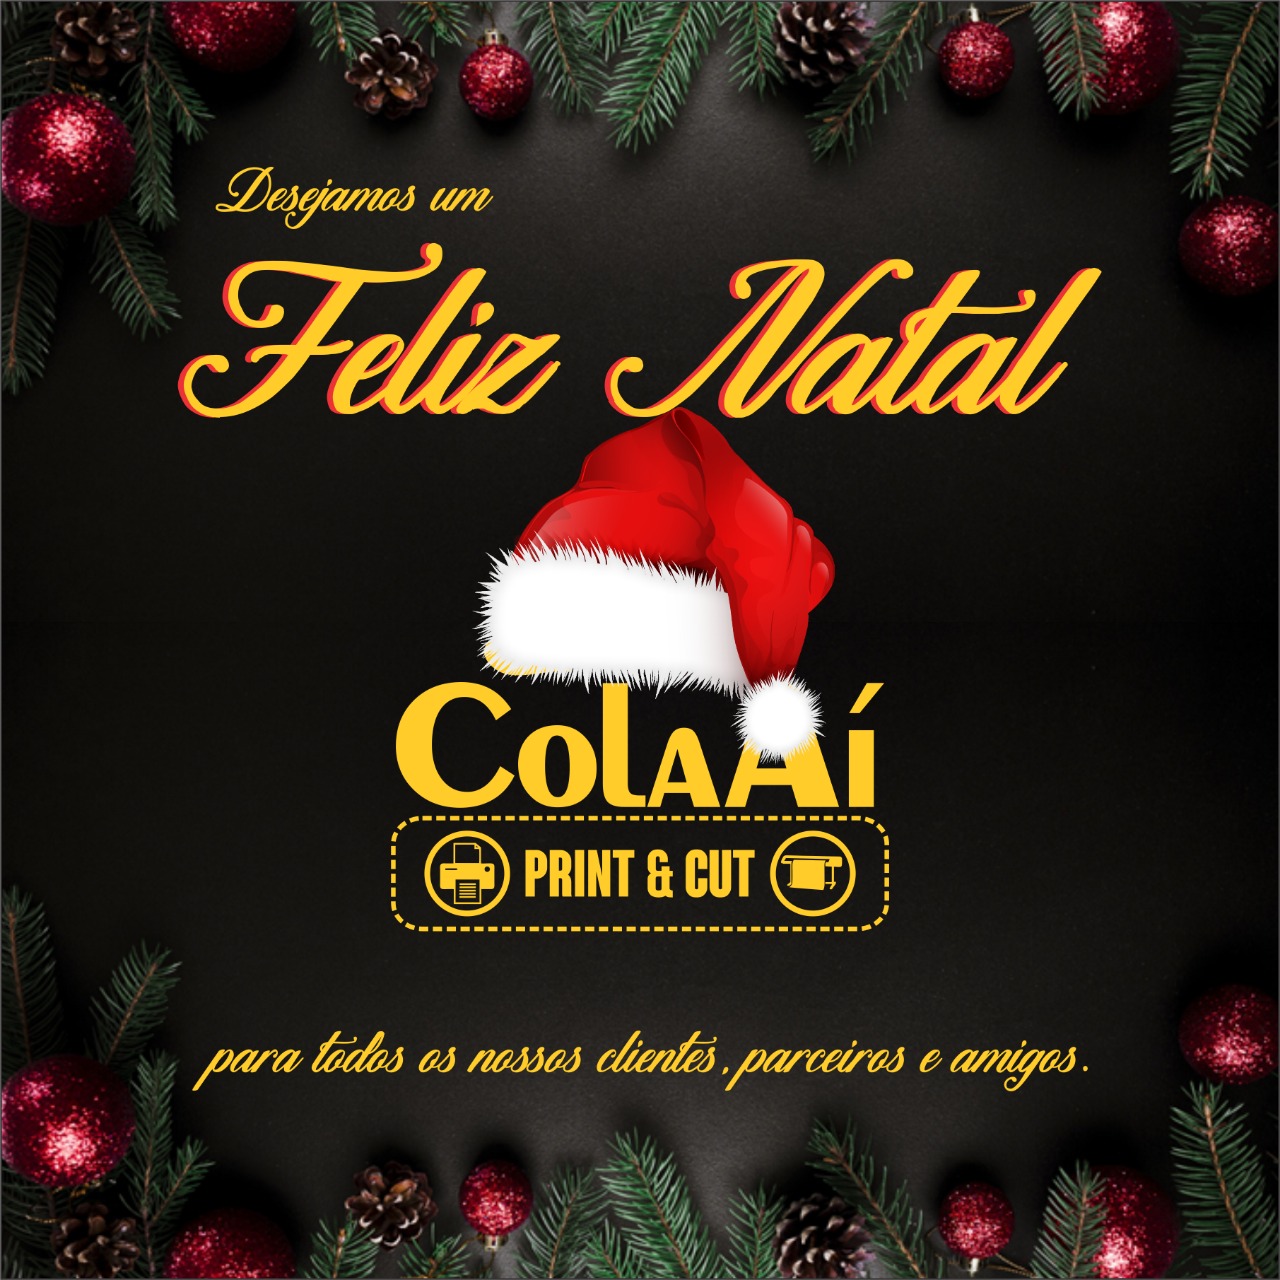 Desejamos um
Feliz Natal
ColaAí
PRINT & CUT
para todos os nossos clientes, parceiros e amigos.